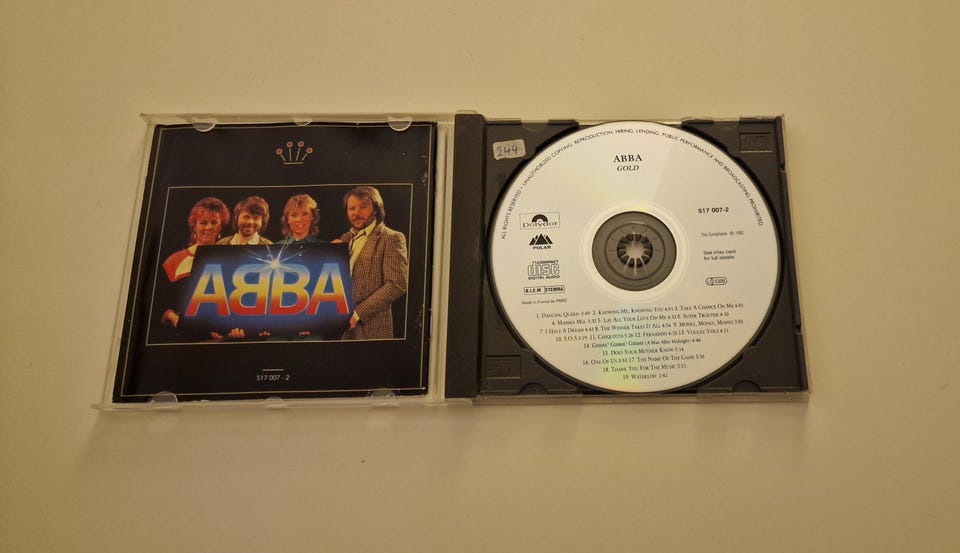 ABBA
517 007 - 2
244
ALL RIGHTS RESERVED • UNAUTHORIZED COPYING, REPRODUCTION, HIRING, LENDING, PUBLIC PERFORMANCE AND BROADCASTING PROHIBITED.
ABBA
GOLD
Polydor
POLAR
517 007-2
This Compilation ℗ 1992
See inlay card
for full details
COMPACT
disc
DIGITAL AUDIO
B.I.E.M STEMRA
Made in France by PMDC
1. DANCING QUEEN 3:49 2. KNOWING ME, KNOWING YOU 4:01 3. TAKE A CHANCE ON ME 4:01
4. MAMMA MIA 3:32 5. LAY ALL YOUR LOVE ON ME 4:32 6. SUPER TROUPER 4:10
7. I HAVE A DREAM 4:43 8. THE WINNER TAKES IT ALL 4:54 9. MONEY, MONEY, MONEY 3:05
10. S.O.S 3:19 11. CHIQUITITA 5:26 12. FERNANDO 4:10 13. VOULEZ VOUS 4:21
14. GIMME! GIMME! GIMME! (A Man After Midnight) 4:46
15. DOES YOUR MOTHER KNOW 3:14
16. ONE OF US 3:53 17. THE NAME OF THE GAME 3:56
18. THANK YOU FOR THE MUSIC 3:51
19. WATERLOO 2:42